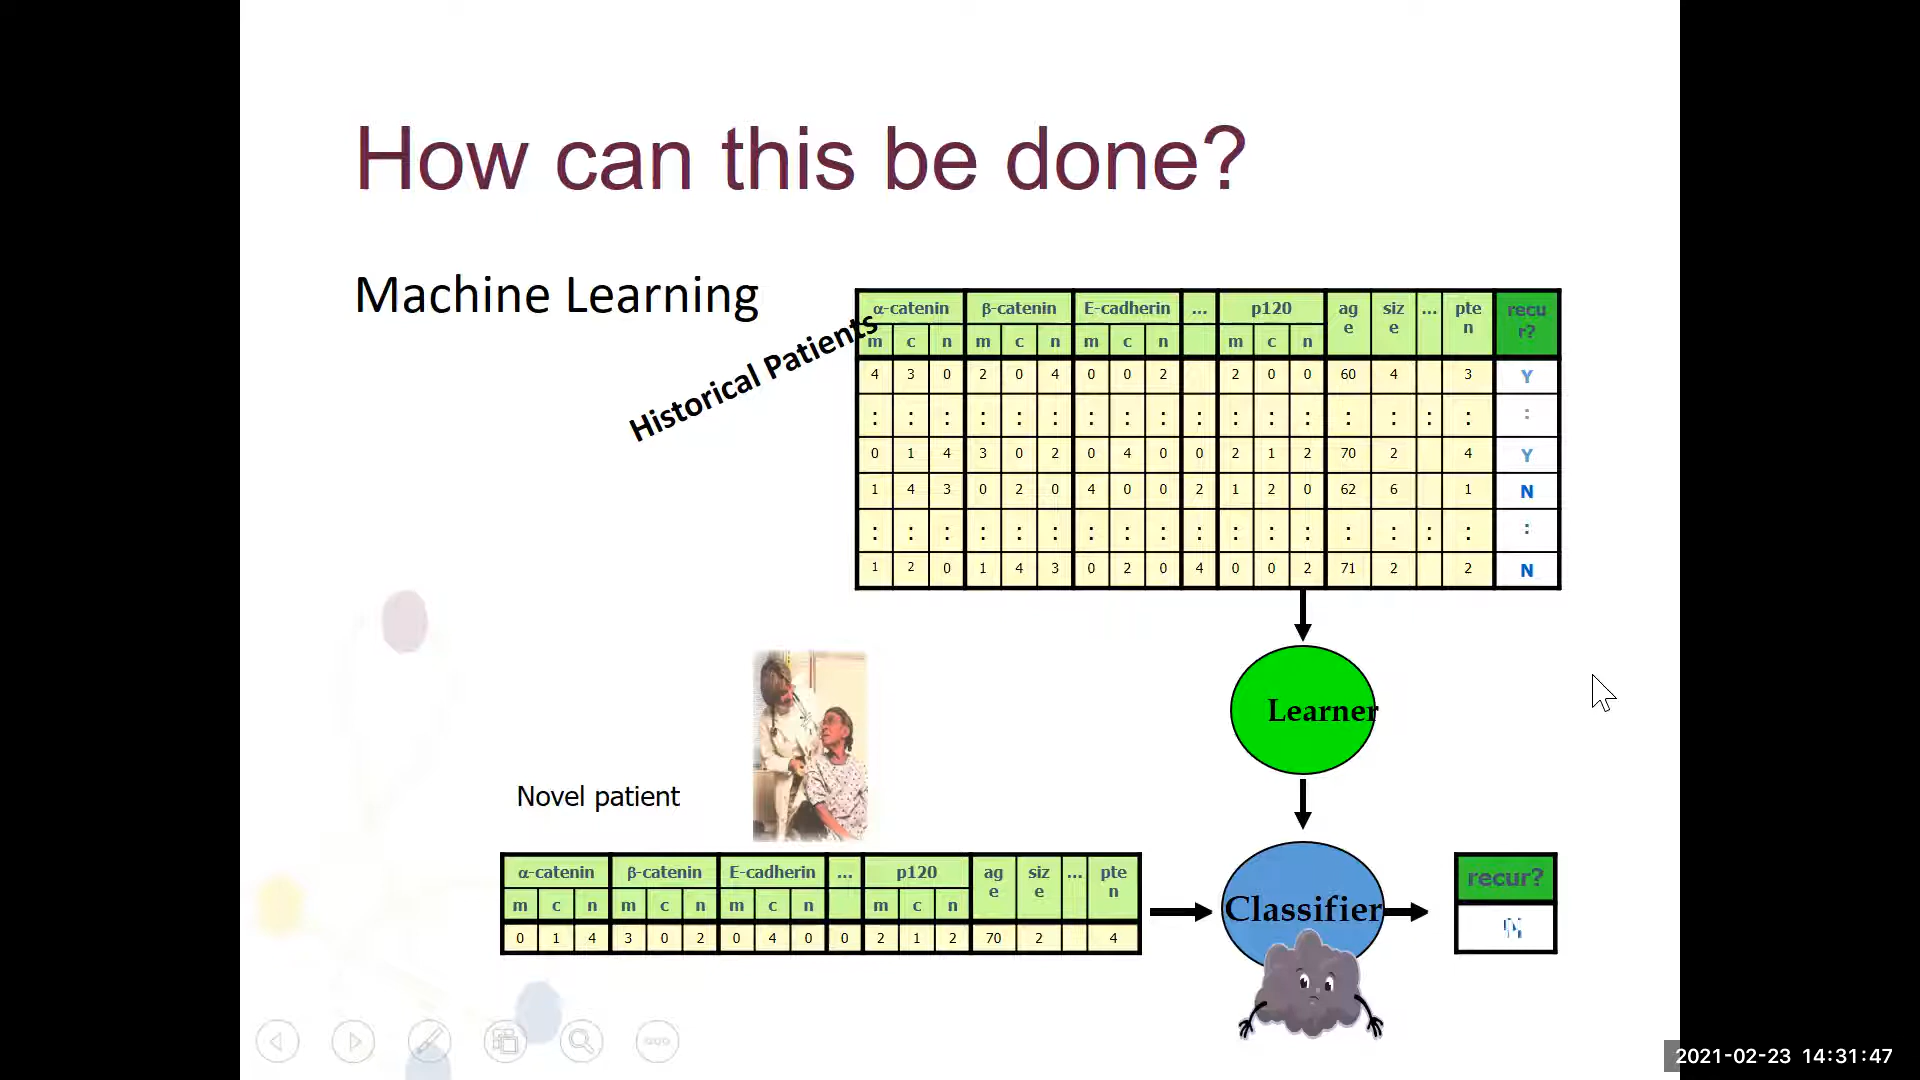 How can this be done?
Machine Learning
Historical Patients
α-catenin β-catenin E-cadherin ... p120 ag e siz e ... pte n recu r?
m c n m c n m c n m c n
4 3 0 2 0 4 0 0 2 2 0 0 60 4 3 Y
: : : : : : : : : : : : : : : : : :
0 1 4 3 0 2 0 4 0 0 2 1 2 70 2 4 Y
1 4 3 0 2 0 4 0 0 2 1 2 0 62 6 1 N
: : : : : : : : : : : : : : : : : :
1 2 0 1 4 3 0 2 0 4 0 0 2 71 2 2 N
Learner
Novel patient
α-catenin β-catenin E-cadherin ... p120 ag e siz e ... pte n
m c n m c n m c n m c n
0 1 4 3 0 2 0 4 0 0 2 1 2 70 2 4
Classifier
recur?
2021-02-23 14:31:47